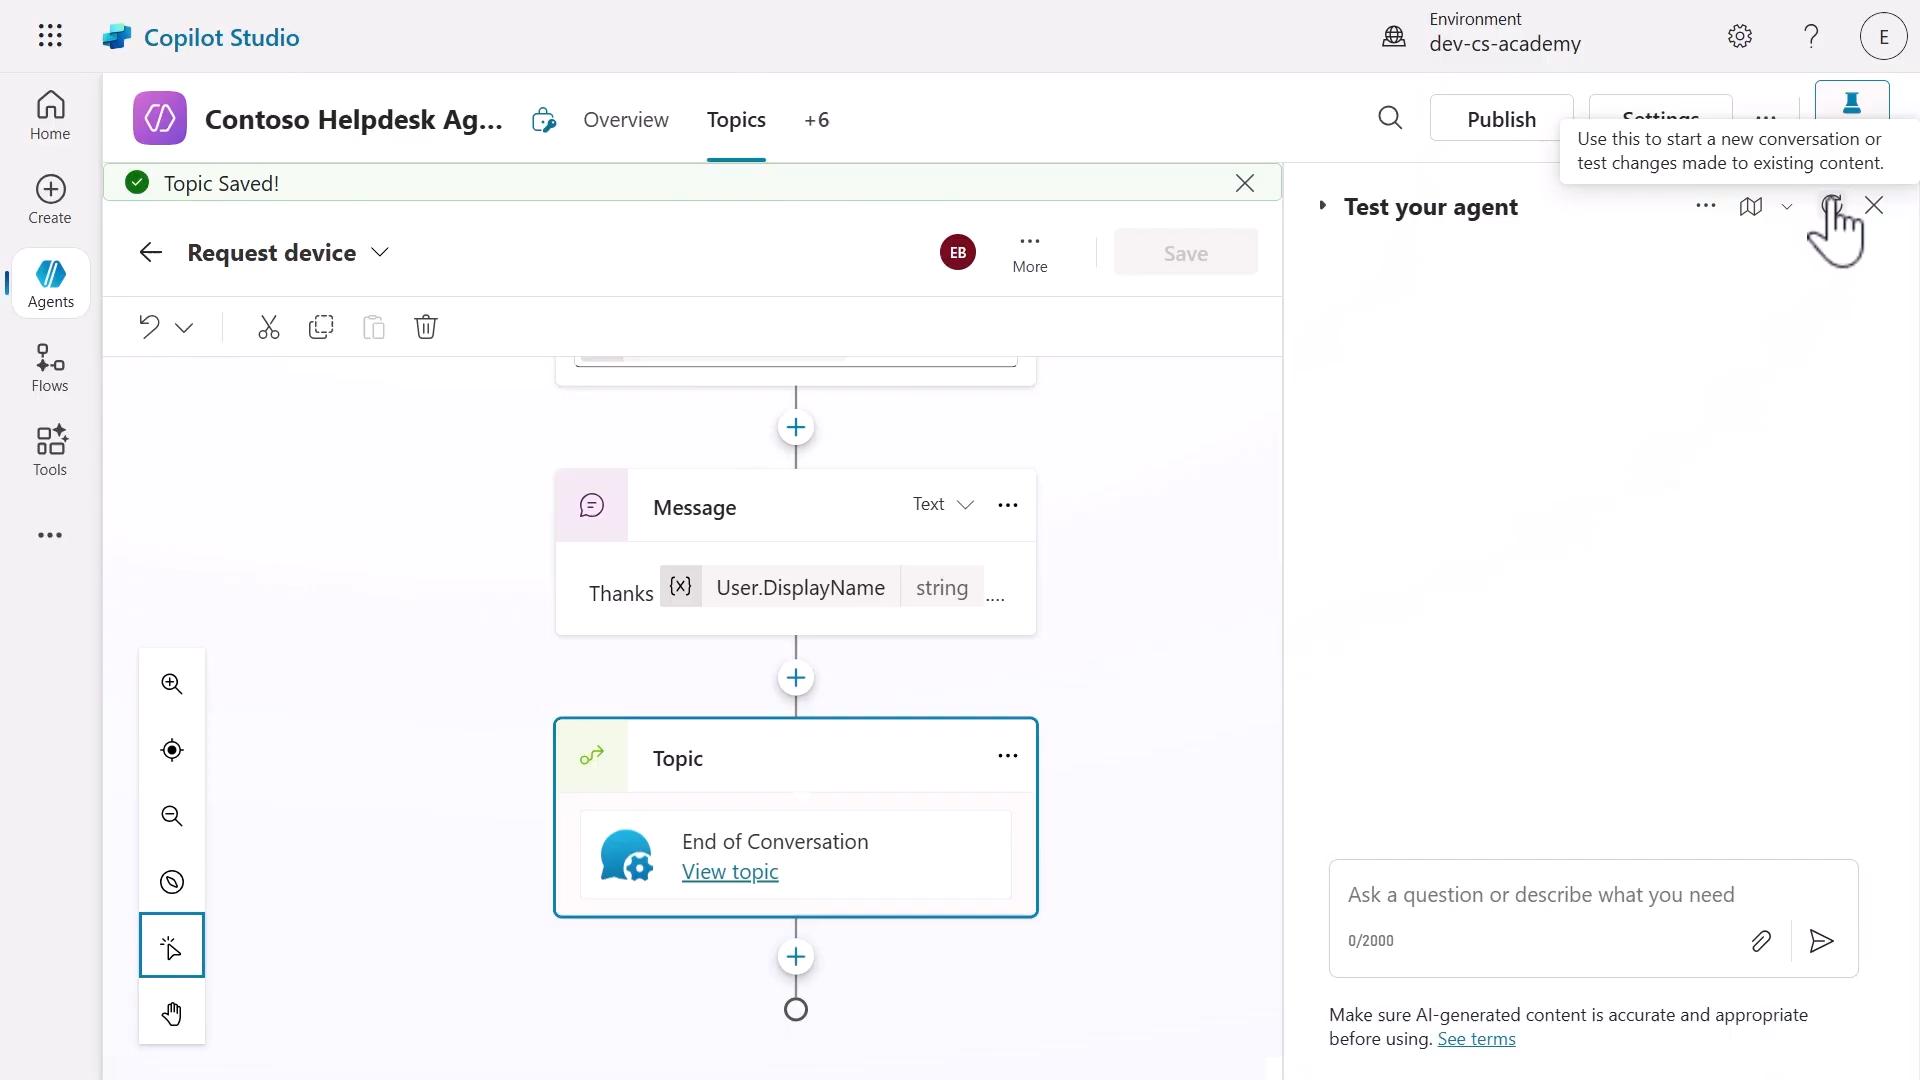 Copilot Studio
Environment
dev-cs-academy
E
Home
Create
Agents
Flows
Tools
Contoso Helpdesk Ag...
Overview
Topics
+6
Publish
Settings
Use this to start a new conversation or
test changes made to existing content.
Topic Saved!
Request device
EB
More
Save
Message
Text
Thanks {x} User.DisplayName string ....
Topic
End of Conversation
View topic
Test your agent
Ask a question or describe what you need
0/2000
Make sure AI-generated content is accurate and appropriate
before using. See terms